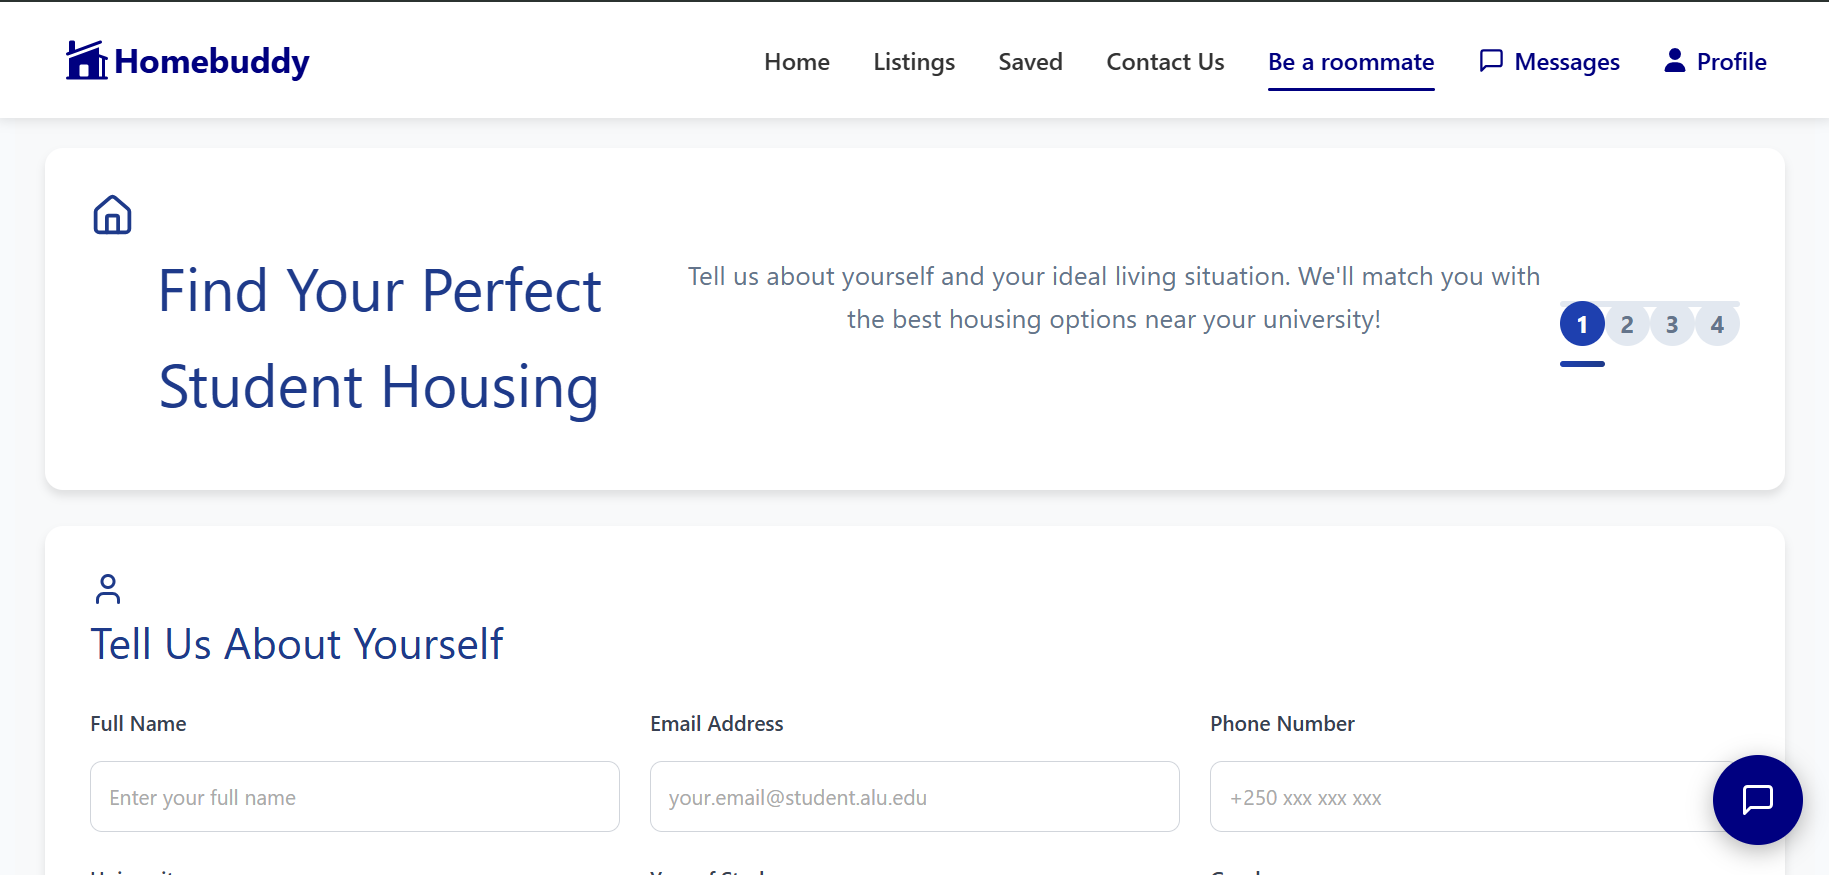 Homebuddy
Home
Listings
Saved
Contact Us
Be a roommate
Messages
Profile
Find Your Perfect
Student Housing
Tell us about yourself and your ideal living situation. We'll match you with
the best housing options near your university!
1 2 3 4
Tell Us About Yourself
Full Name
Email Address
Phone Number
Enter your full name
your.email@student.alu.edu
+250 xxx xxx xxx